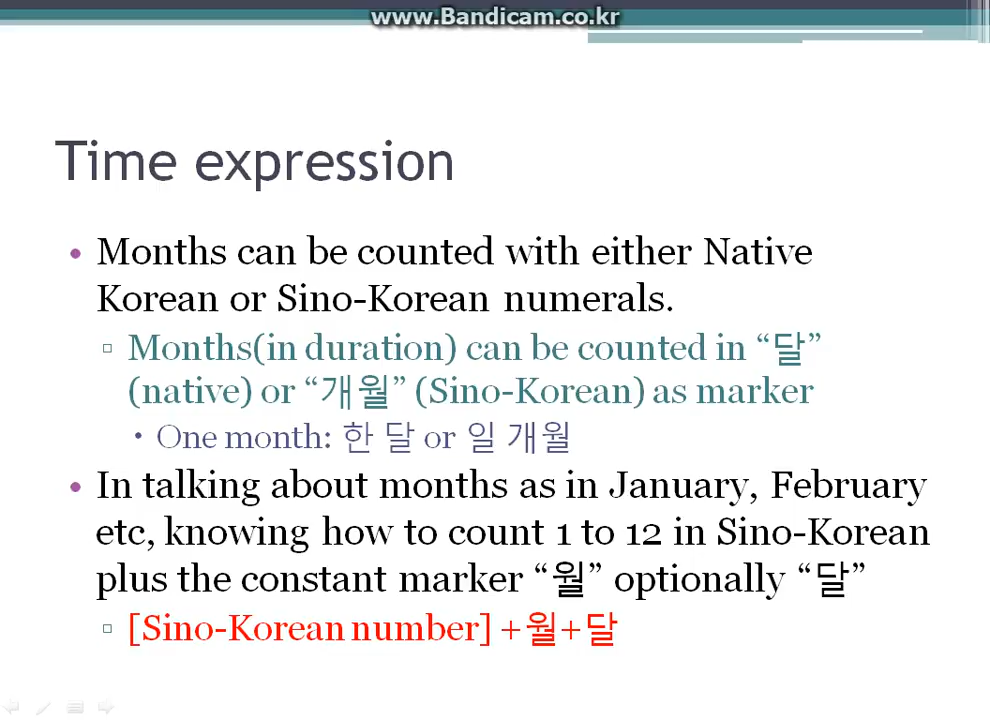 www.Bandicam.co.kr
Time expression
• Months can be counted with either Native
Korean or Sino-Korean numerals.
▫ Months(in duration) can be counted in “달”
(native) or “개월” (Sino-Korean) as marker
• One month: 한 달 or 일 개월
• In talking about months as in January, February
etc, knowing how to count 1 to 12 in Sino-Korean
plus the constant marker “월” optionally “달”
▫ [Sino-Korean number] +월+달